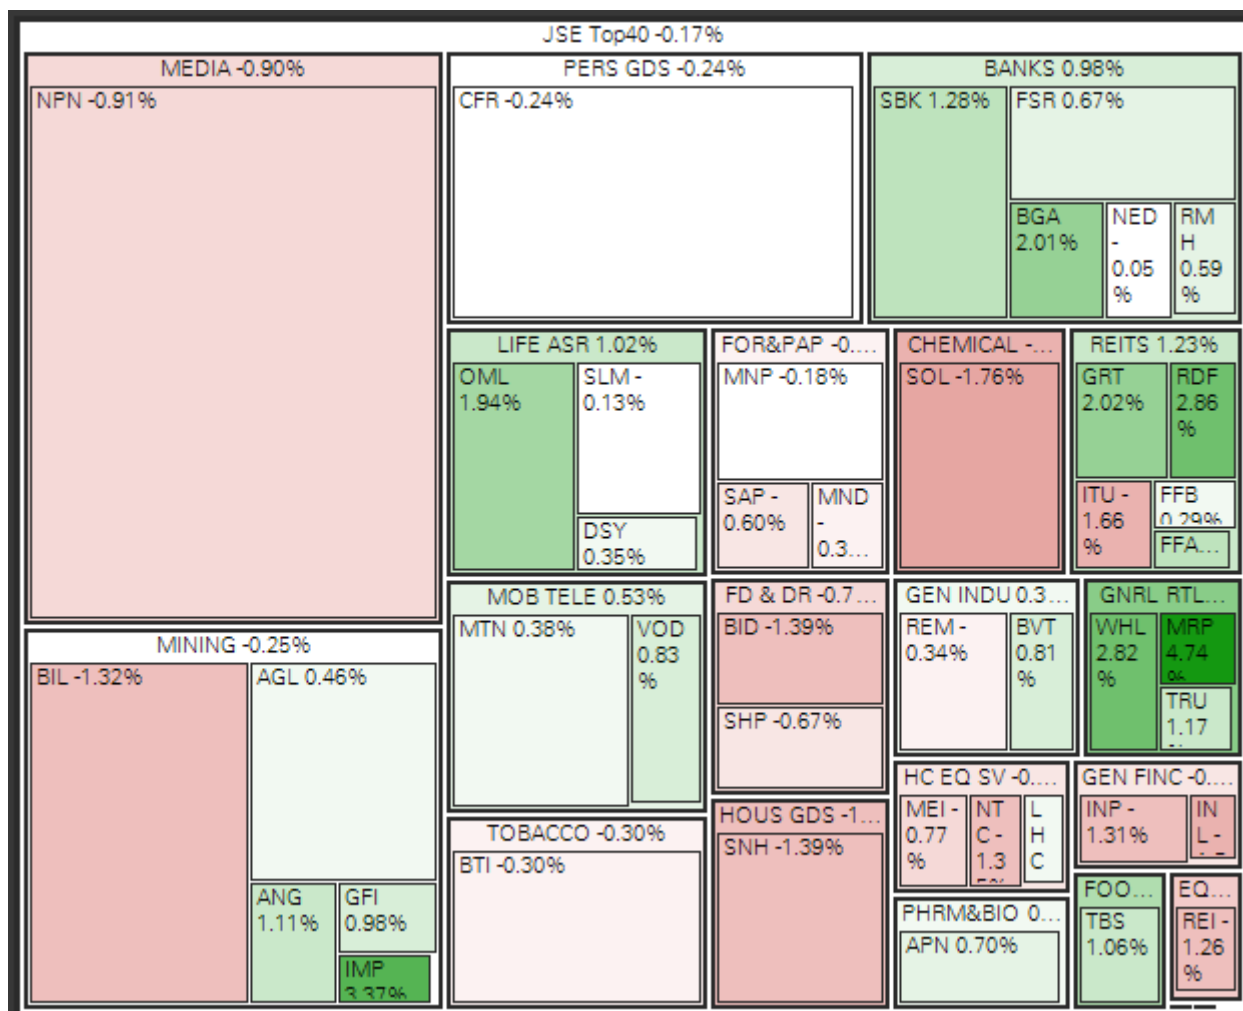 JSE Top40 -0.17%
MEDIA -0.90%
NPN -0.91%
MINING -0.25%
BIL -1.32%
AGL 0.46%
ANG
1.11%
GFI
0.98%
IMP
3.37%
PERS GDS -0.24%
CFR -0.24%
BANKS 0.98%
SBK 1.28%
FSR 0.67%
BGA
2.01%
NED
-
0.05
%
RM
H
0.59
%
LIFE ASR 1.02%
OML
1.94%
SLM -
0.13%
DSY
0.35%
FOR&PAP -0....
MNP -0.18%
SAP -
0.60%
MND
-
0.3...
CHEMICAL -...
SOL -1.76%
REITS 1.23%
GRT
2.02%
RDF
2.86
%
ITU -
1.66
%
FFB
0.29%
FFA...
MOB TELE 0.53%
MTN 0.38%
VOD
0.83
%
TOBACCO -0.30%
BTI -0.30%
FD & DR -0.7...
BID -1.39%
SHP -0.67%
HOUS GDS -1...
SNH -1.39%
GEN INDU 0.3...
REM -
0.34%
BVT
0.81
%
GNRL RTL...
WHL
2.82
%
MRP
4.74
%
TRU
1.17
HC EQ SV -0....
MEI -
0.77
%
NT
C -
1.3
L
H
C
GEN FINC -0....
INP -
1.31%
IN
L -
PHRM&BIO 0...
APN 0.70%
FOO...
TBS
1.06%
EQ...
REI -
1.26
%